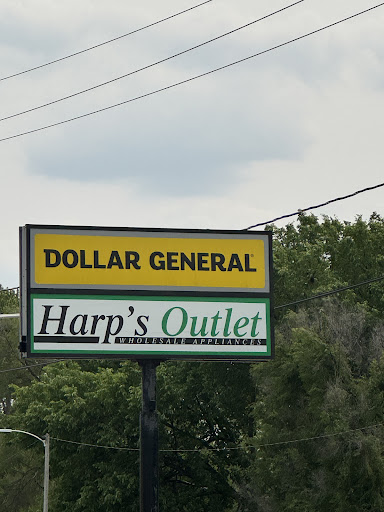 DOLLAR GENERAL
Harp's Outlet
WHOLESALE APPLIANCES